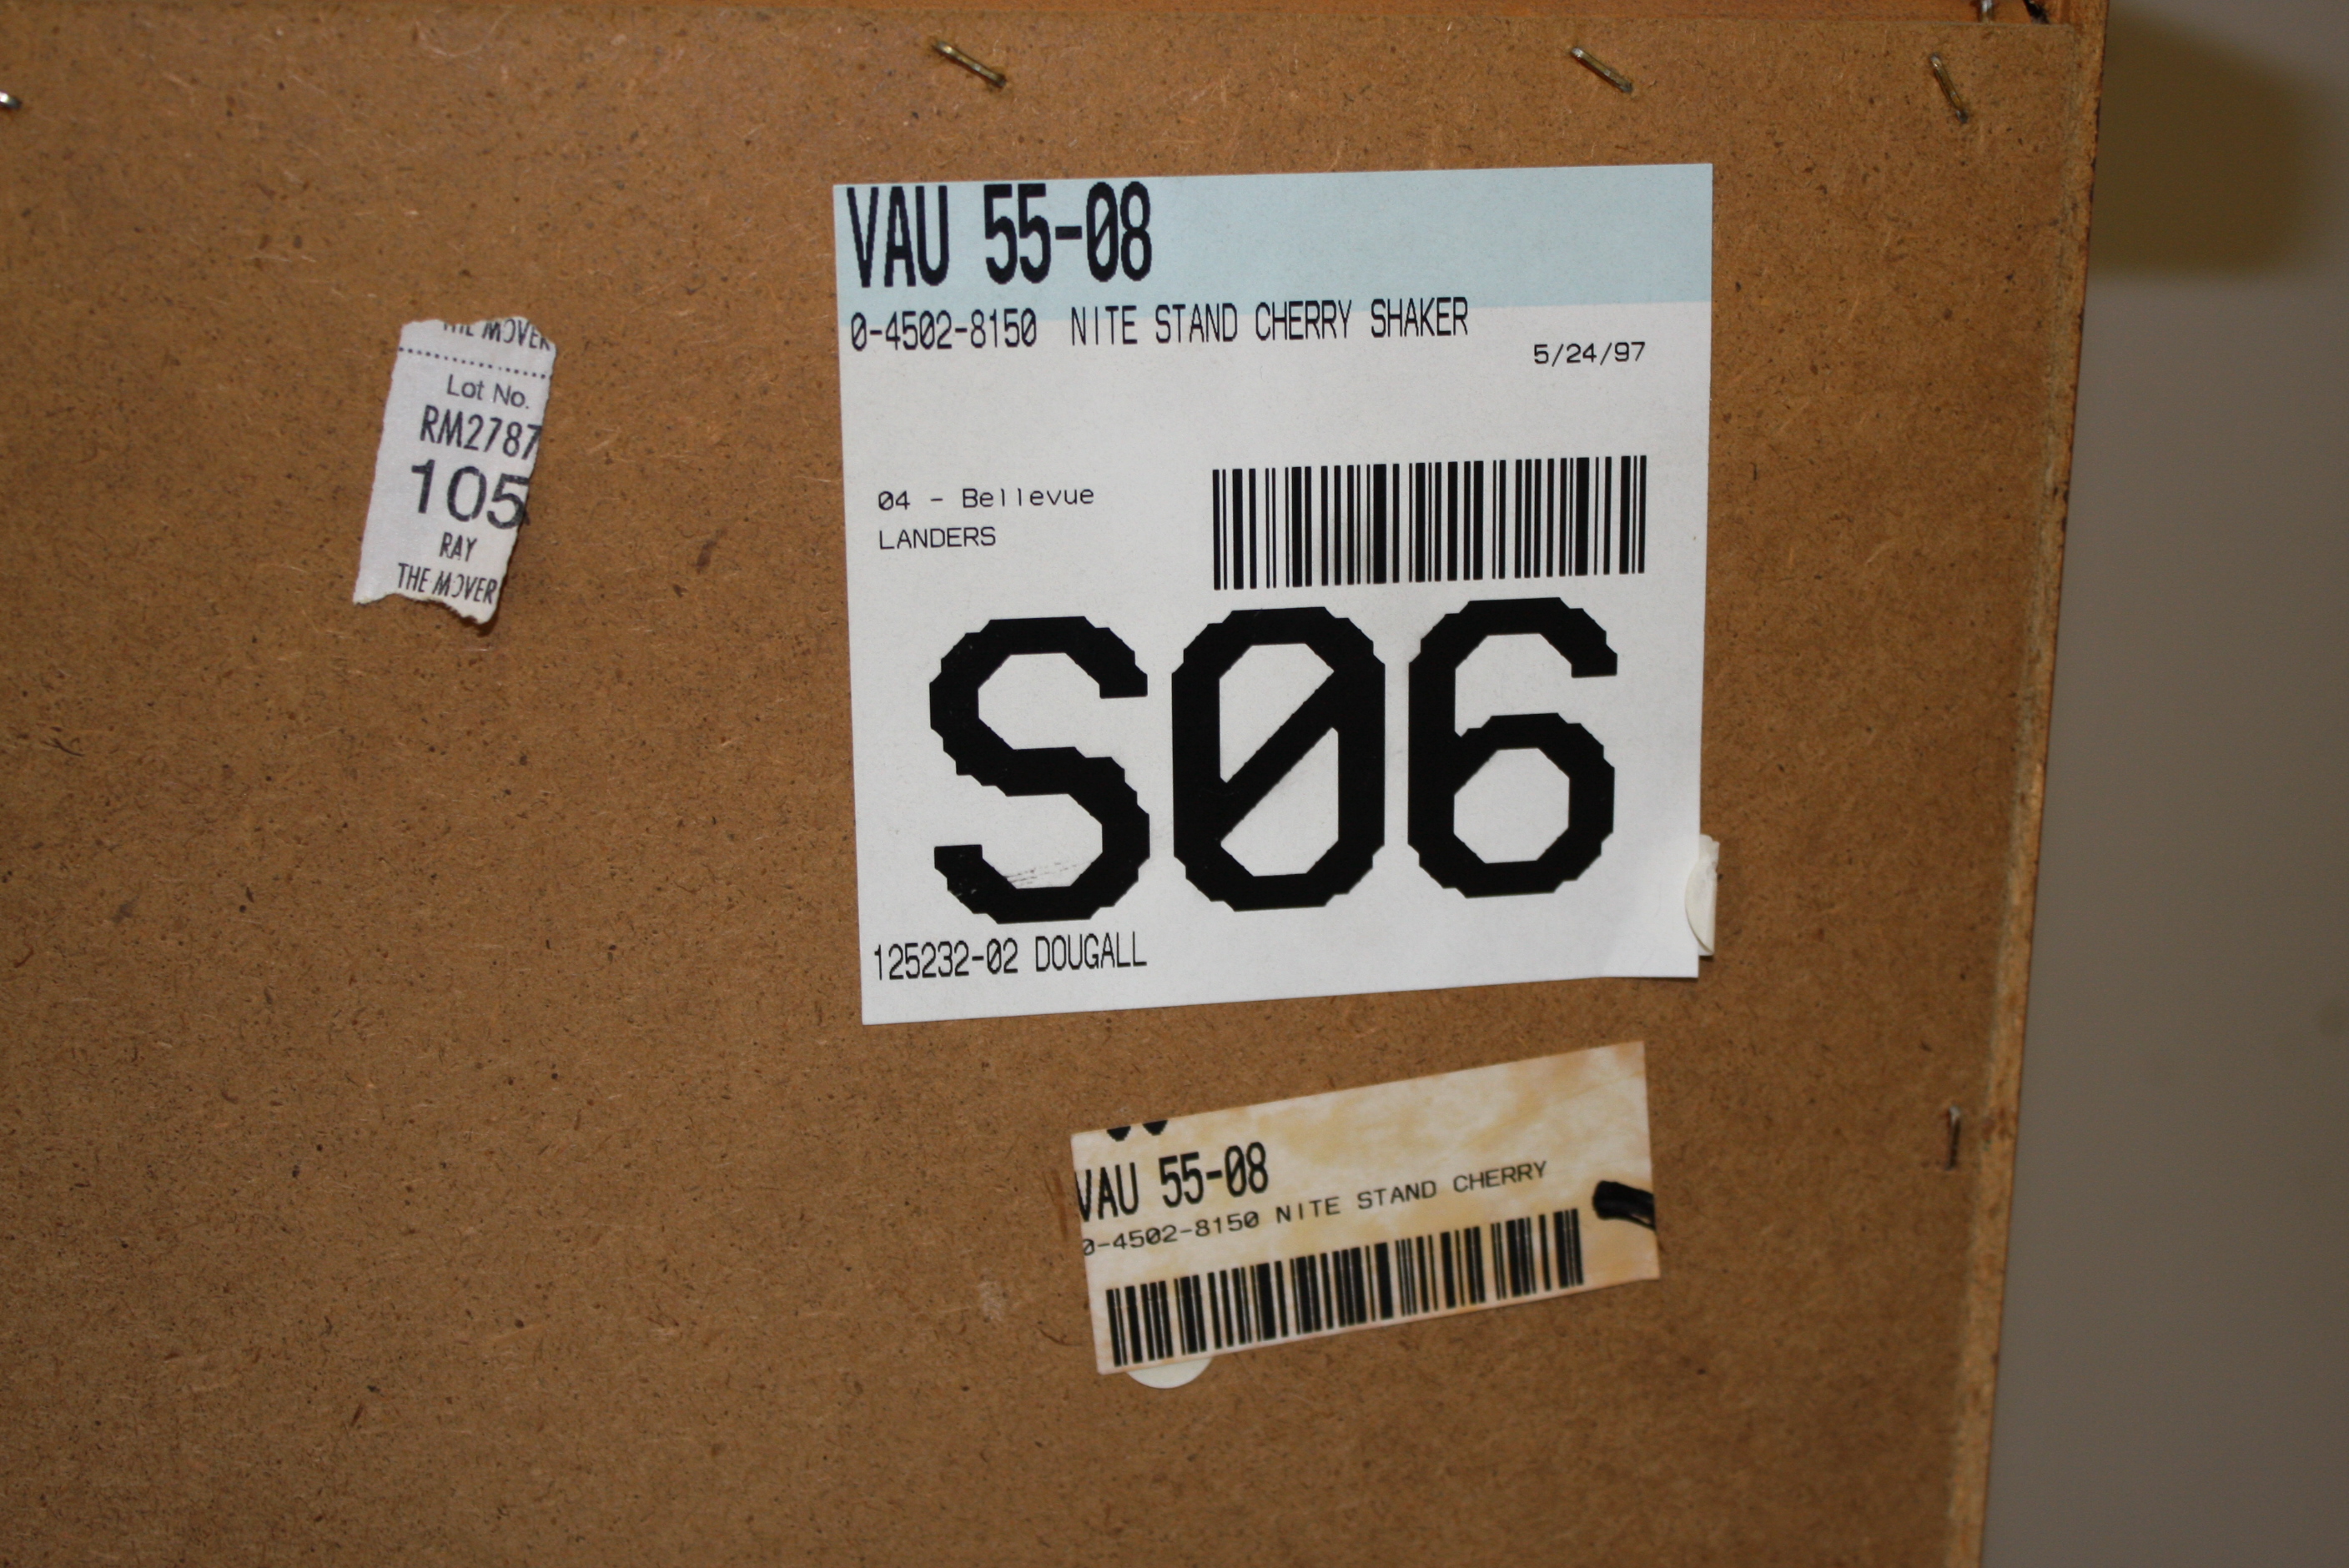 THE MOVER
Lot No.
RM2787
105
RAY
THE MOVER
VAU 55-08
0-4502-8150 NITE STAND CHERRY SHAKER
5/24/97
04 - Bellevue
LANDERS
S06
125232-02 DOUGALL
VAU 55-08
0-4502-8150 NITE STAND CHERRY